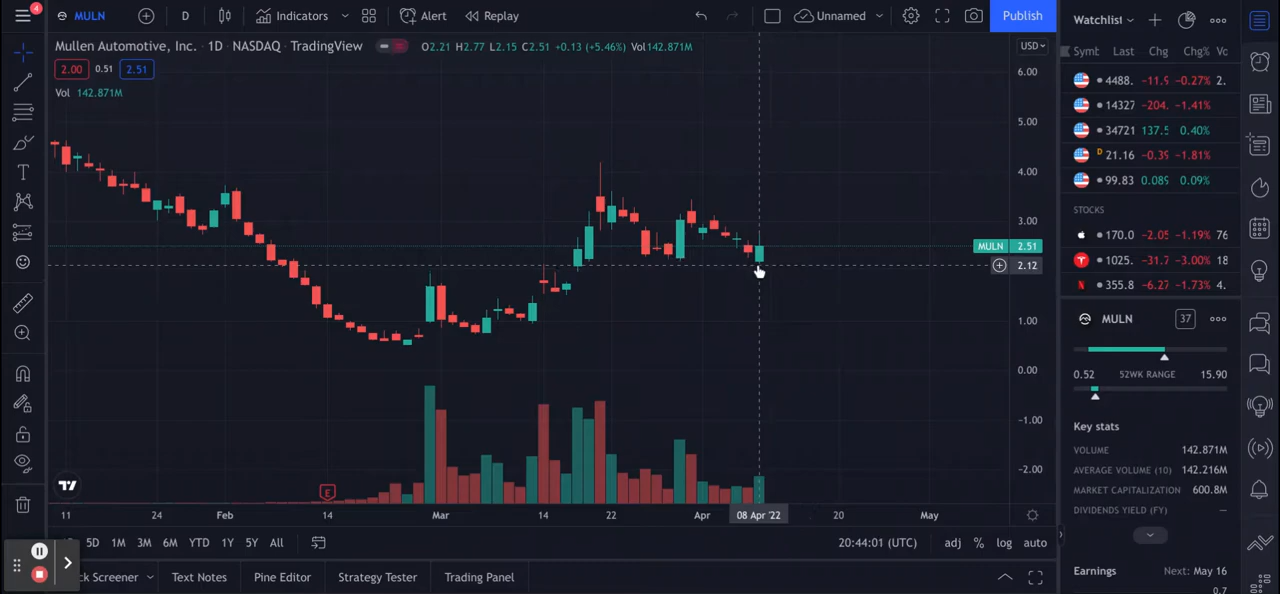 4
MULN D Indicators Alert Replay Unnamed Publish Watchlist
Mullen Automotive, Inc. · 1D · NASDAQ · TradingView O2.21 H2.77 L2.15 C2.51 +0.13 (+5.46%) Vol142.871M
2.00 0.51 2.51
Vol 142.871M
USD
6.00
5.00
4.00
3.00
MULN 2.51
2.12
1.00
0.00
-1.00
-2.00
E
11 24 Feb 14 Mar 14 22 Apr 08 Apr '22 20 May
5D 1M 3M 6M YTD 1Y 5Y All 20:44:01 (UTC) adj % log auto
ck Screener Text Notes Pine Editor Strategy Tester Trading Panel
Symb Last Chg Chg% Vo
4488. -11.9 -0.27% 2.
14327 -204. -1.41%
34721 137.5 0.40%
D 21.16 -0.39 -1.81%
99.83 0.089 0.09%
STOCKS
170.0 -2.05 -1.19% 76
1025. -31.7 -3.00% 18
355.8 -6.27 -1.73% 4.
MULN 37
0.52 52WK RANGE 15.90
Key stats
VOLUME 142.871M
AVERAGE VOLUME (10) 142.216M
MARKET CAPITALIZATION 600.8M
DIVIDENDS YIELD (FY) —
Earnings Next: May 16
0.7